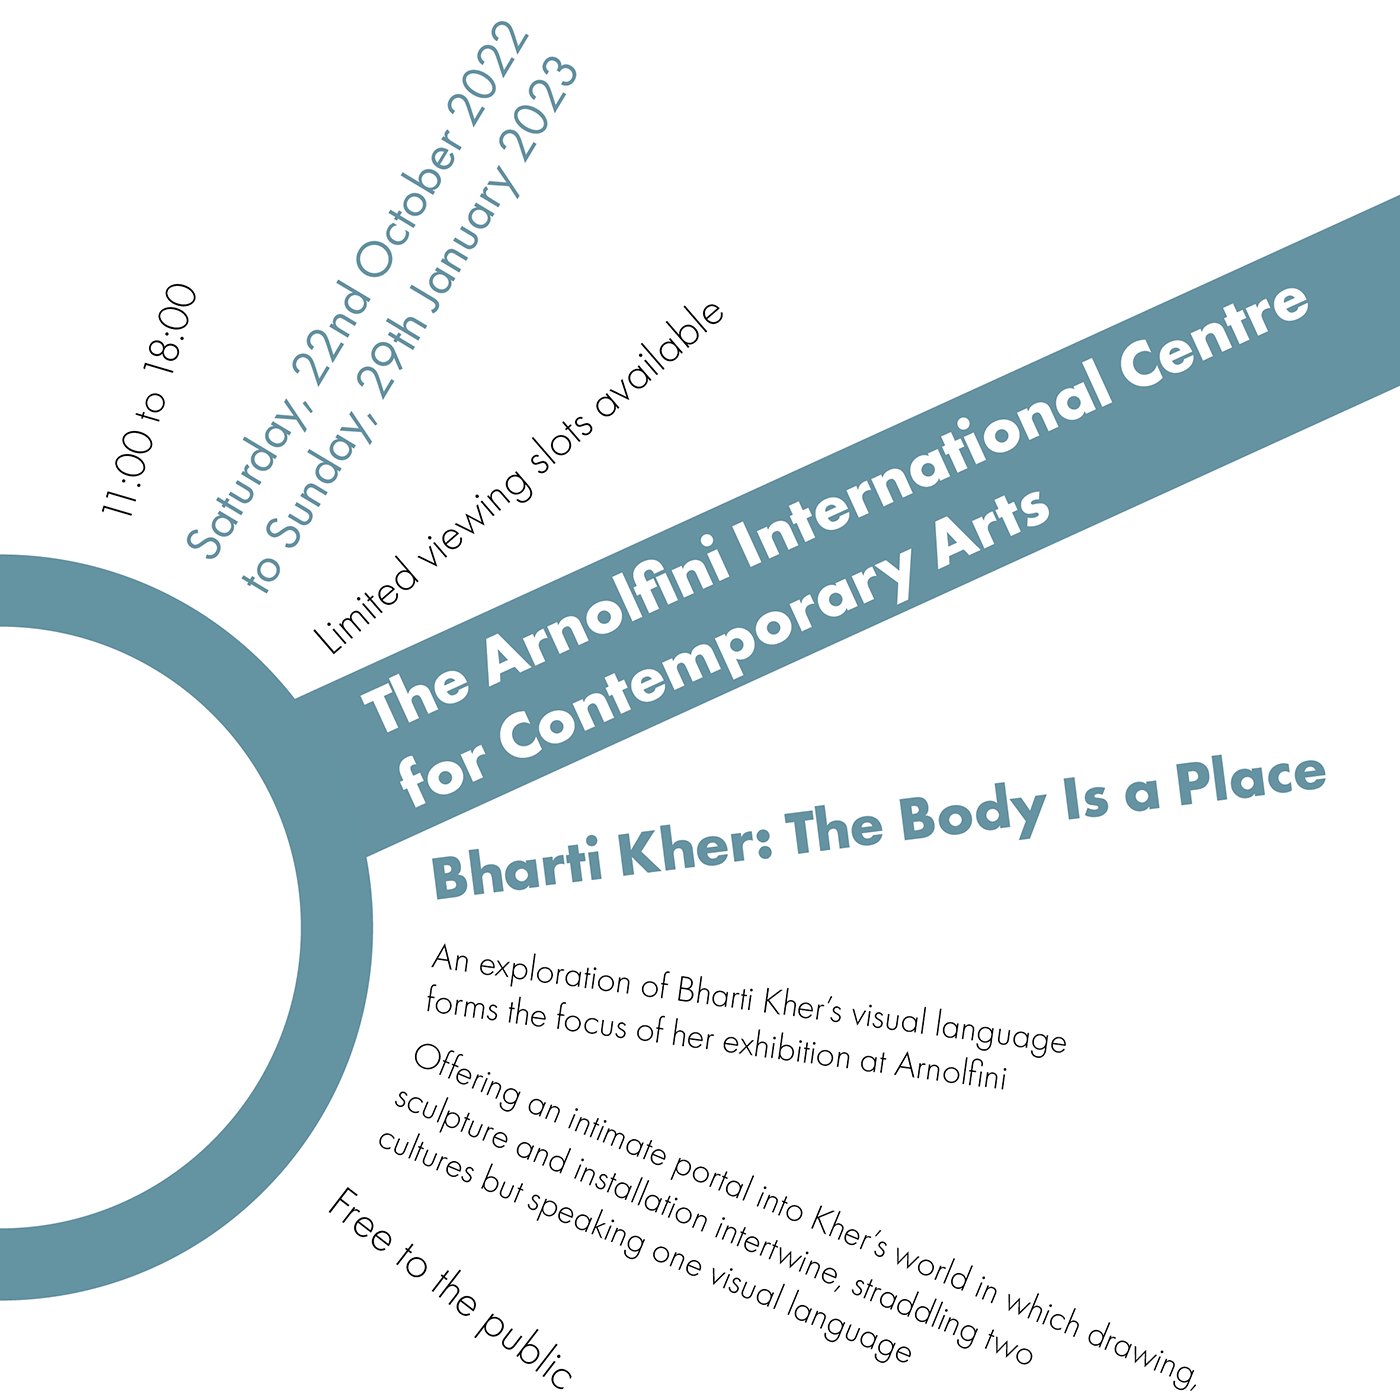 11:00 to 18:00
Saturday, 22nd October 2022
to Sunday, 29th January 2023
Limited viewing slots available
The Arnolfini International Centre
for Contemporary Arts
Bharti Kher: The Body Is a Place
An exploration of Bharti Kher’s visual language
forms the focus of her exhibition at Arnolfini
Offering an intimate portal into Kher’s world in which drawing,
sculpture and installation intertwine, straddling two
cultures but speaking one visual language
Free to the public